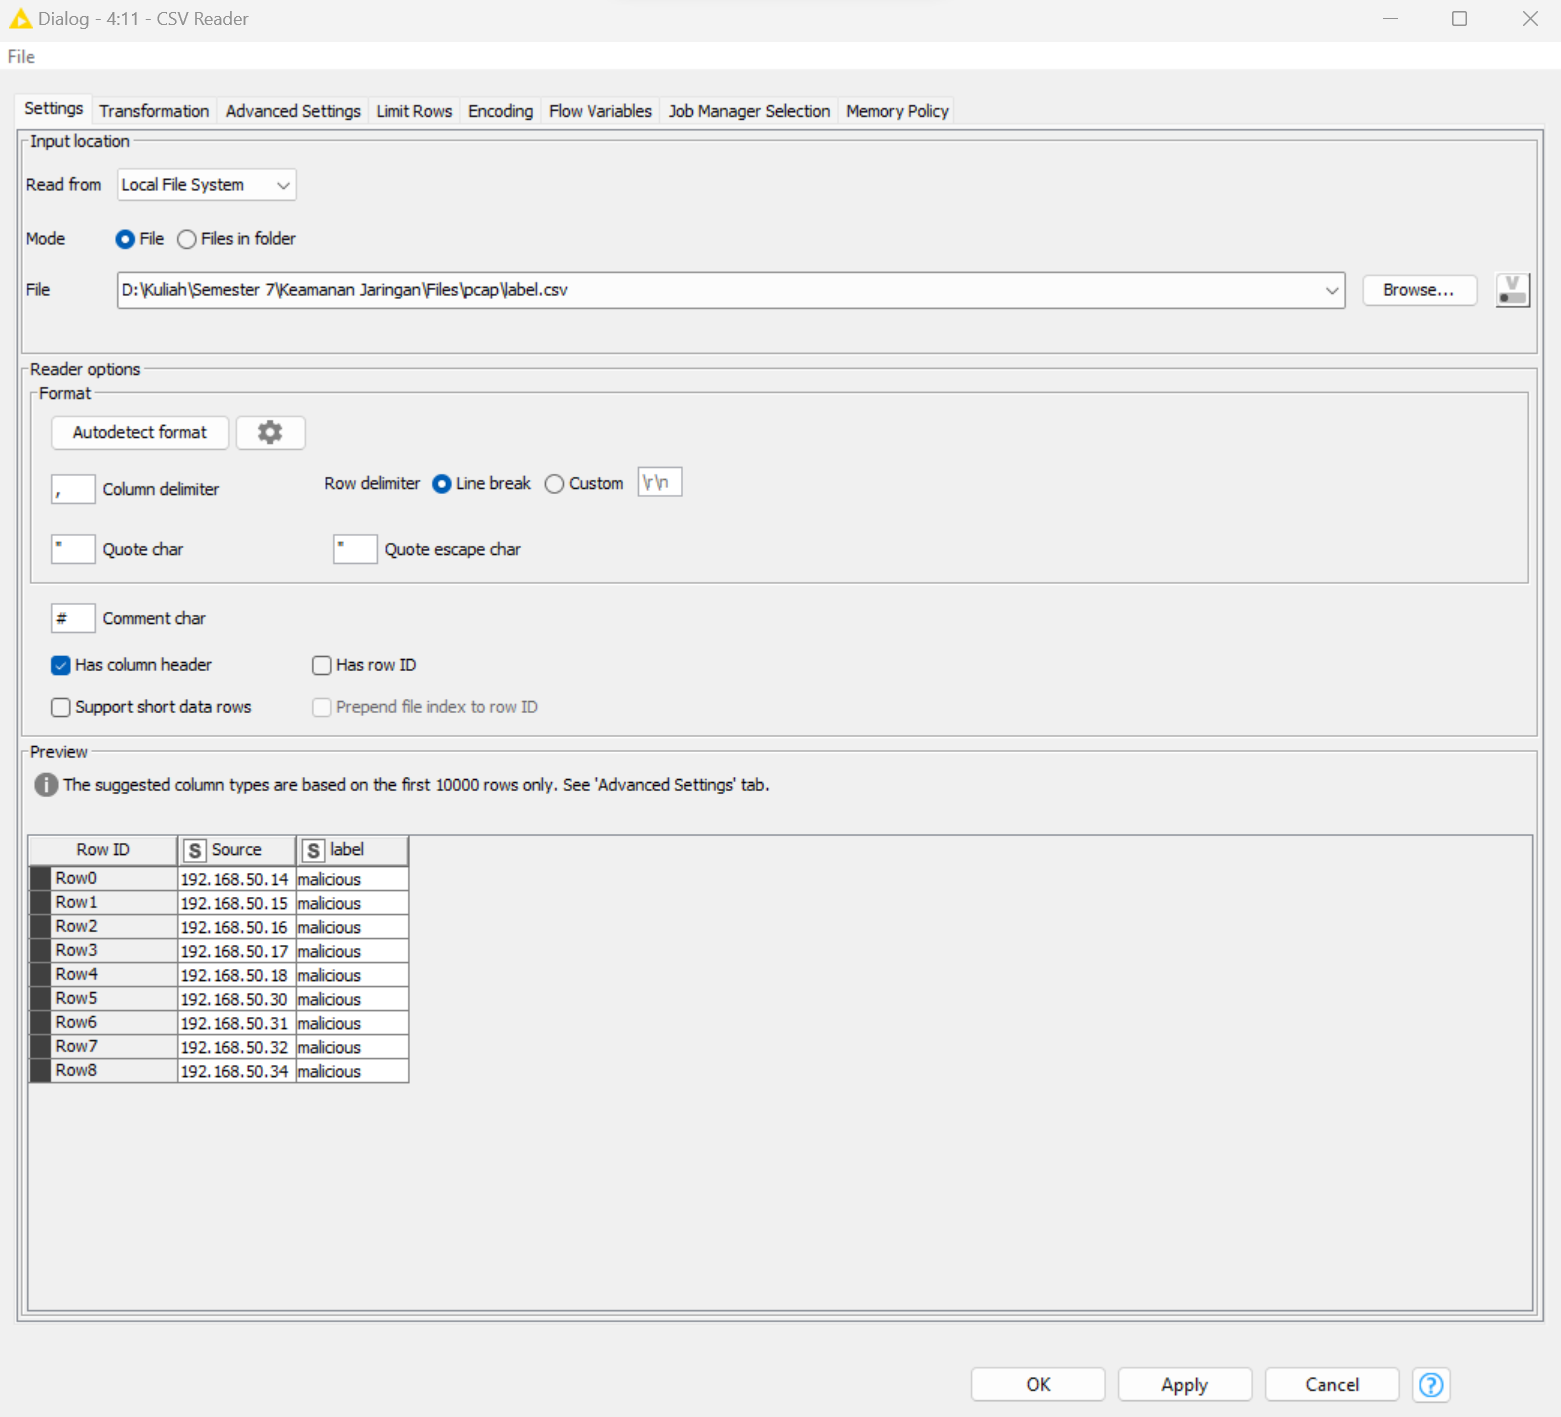 Dialog - 4:11 - CSV Reader
File
Settings Transformation Advanced Settings Limit Rows Encoding Flow Variables Job Manager Selection Memory Policy
Input location
Read from Local File System
Mode File Files in folder
File D:\Kuliah\Semester 7\Keamanan Jaringan\Files\pcap\label.csv Browse... V
Reader options
Format
Autodetect format
, Column delimiter Row delimiter Line break Custom \r\n
" Quote char " Quote escape char
# Comment char
Has column header Has row ID
Support short data rows Prepend file index to row ID
Preview
i The suggested column types are based on the first 10000 rows only. See 'Advanced Settings' tab.
Row ID S Source S label
Row0 192.168.50.14 malicious
Row1 192.168.50.15 malicious
Row2 192.168.50.16 malicious
Row3 192.168.50.17 malicious
Row4 192.168.50.18 malicious
Row5 192.168.50.30 malicious
Row6 192.168.50.31 malicious
Row7 192.168.50.32 malicious
Row8 192.168.50.34 malicious
OK Apply Cancel ?